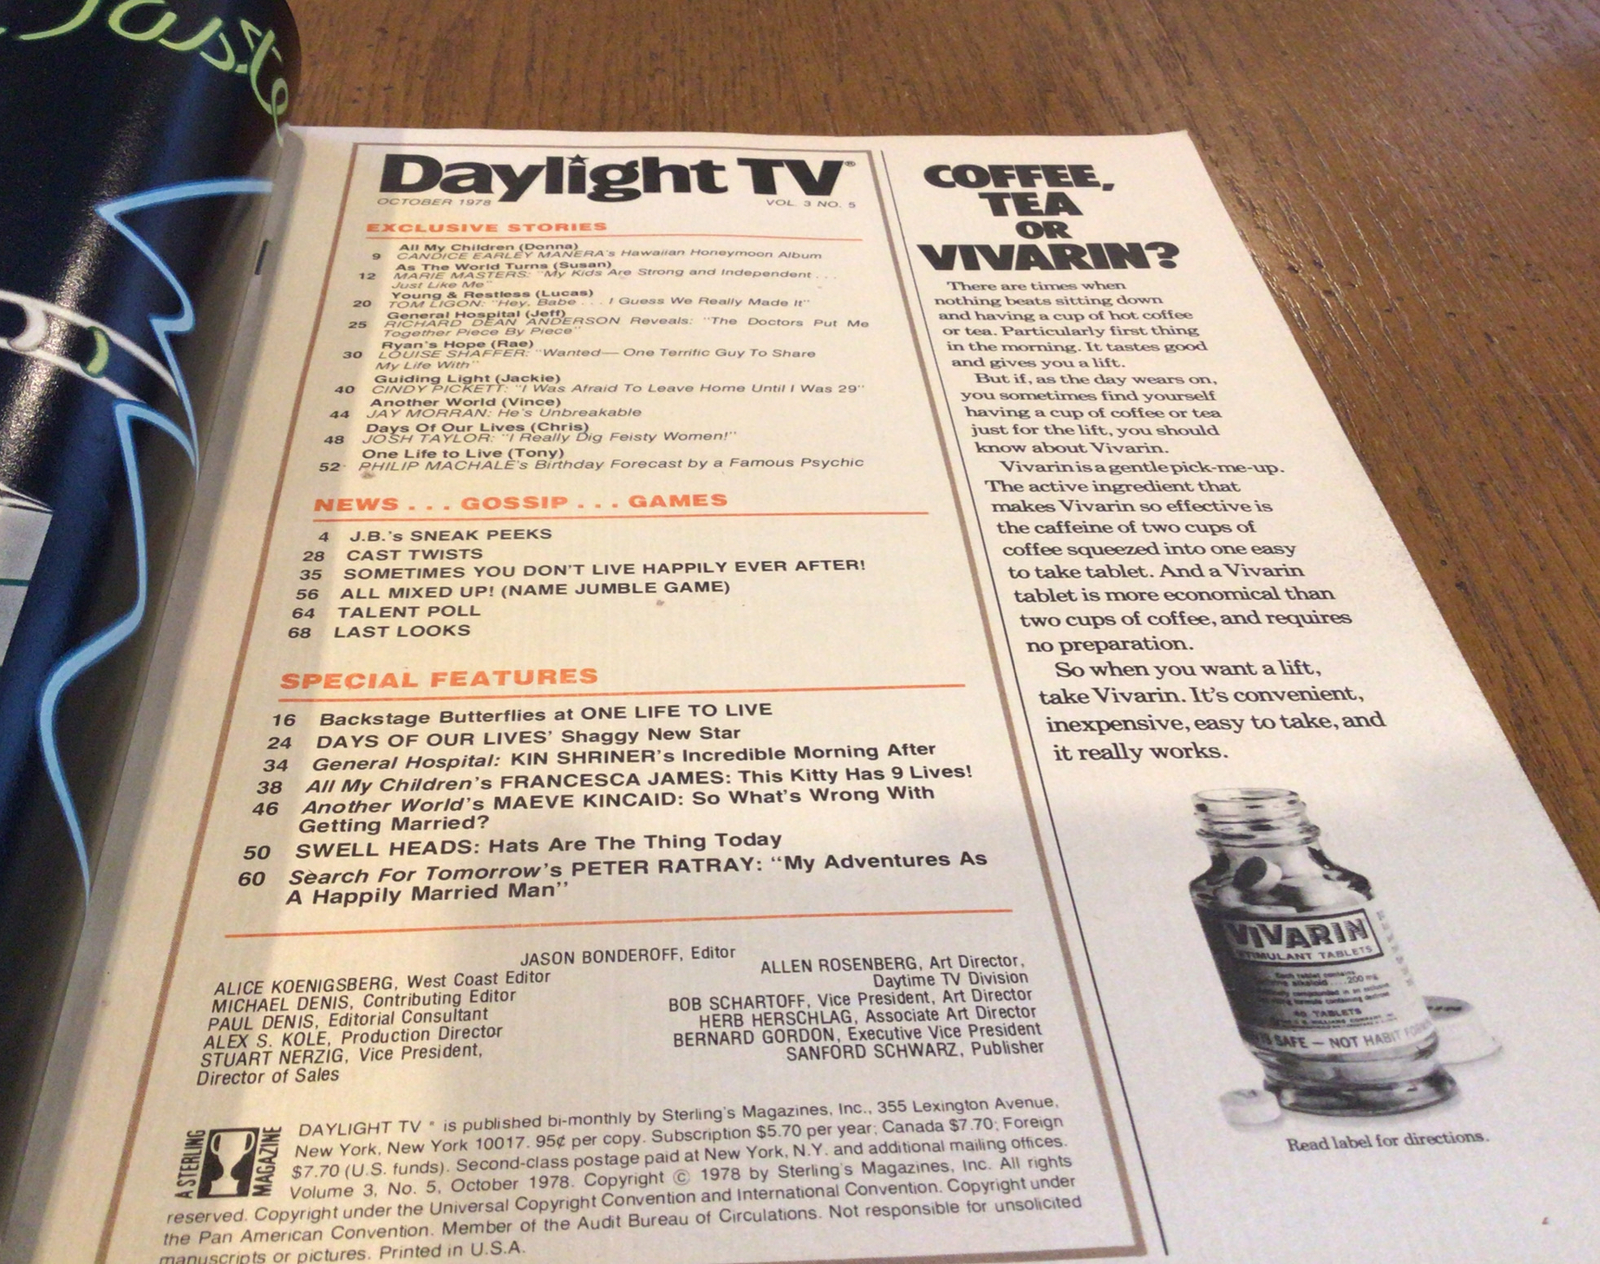 Taste
Daylight TV®
OCTOBER 1978
VOL. 3 NO. 5
EXCLUSIVE STORIES
All My Children (Donna)
9 CANDICE EARLEY MANERA's Hawaiian Honeymoon Album
As The World Turns (Susan)
12 MARIE MASTERS: "My Kids Are Strong and Independent . . .
Just Like Me"
Young & Restless (Lucas)
20 TOM LIGON: "Hey, Babe . . . I Guess We Really Made It"
General Hospital (Jeff)
25 RICHARD DEAN ANDERSON Reveals: "The Doctors Put Me
Together Piece By Piece"
Ryan's Hope (Rae)
30 LOUISE SHAFFER: "Wanted— One Terrific Guy To Share
My Life With"
Guiding Light (Jackie)
40 CINDY PICKETT: "I Was Afraid To Leave Home Until I Was 29"
Another World (Vince)
44 JAY MORRAN: He's Unbreakable
Days Of Our Lives (Chris)
48 JOSH TAYLOR: "I Really Dig Feisty Women!"
One Life to Live (Tony)
52 PHILIP MACHALE's Birthday Forecast by a Famous Psychic
NEWS . . . GOSSIP . . . GAMES
4 J.B.'s SNEAK PEEKS
28 CAST TWISTS
35 SOMETIMES YOU DON'T LIVE HAPPILY EVER AFTER!
56 ALL MIXED UP! (NAME JUMBLE GAME)
64 TALENT POLL
68 LAST LOOKS
SPECIAL FEATURES
16 Backstage Butterflies at ONE LIFE TO LIVE
24 DAYS OF OUR LIVES' Shaggy New Star
34 General Hospital: KIN SHRINER's Incredible Morning After
38 All My Children's FRANCESCA JAMES: This Kitty Has 9 Lives!
46 Another World's MAEVE KINCAID: So What's Wrong With
Getting Married?
50 SWELL HEADS: Hats Are The Thing Today
60 Search For Tomorrow's PETER RATRAY: "My Adventures As
A Happily Married Man"
JASON BONDEROFF, Editor
ALICE KOENIGSBERG, West Coast Editor
MICHAEL DENIS, Contributing Editor
PAUL DENIS, Editorial Consultant
ALEX S. KOLE, Production Director
STUART NERZIG, Vice President,
Director of Sales
ALLEN ROSENBERG, Art Director,
Daytime TV Division
BOB SCHARTOFF, Vice President, Art Director
HERB HERSCHLAG, Associate Art Director
BERNARD GORDON, Executive Vice President
SANFORD SCHWARZ, Publisher
A STERLING
MAGAZINE
DAYLIGHT TV ® is published bi-monthly by Sterling's Magazines, Inc., 355 Lexington Avenue,
New York, New York 10017. 95¢ per copy. Subscription $5.70 per year; Canada $7.70; Foreign
$7.70 (U.S. funds). Second-class postage paid at New York, N.Y. and additional mailing offices.
Volume 3, No. 5, October 1978. Copyright © 1978 by Sterling's Magazines, Inc. All rights
reserved. Copyright under the Universal Copyright Convention and International Convention. Copyright under
the Pan American Convention. Member of the Audit Bureau of Circulations. Not responsible for unsolicited
manuscripts or pictures. Printed in U.S.A.
COFFEE,
TEA
OR
VIVARIN?
There are times when
nothing beats sitting down
and having a cup of hot coffee
or tea. Particularly first thing
in the morning. It tastes good
and gives you a lift.
But if, as the day wears on,
you sometimes find yourself
having a cup of coffee or tea
just for the lift, you should
know about Vivarin.
Vivarin is a gentle pick-me-up.
The active ingredient that
makes Vivarin so effective is
the caffeine of two cups of
coffee squeezed into one easy
to take tablet. And a Vivarin
tablet is more economical than
two cups of coffee, and requires
no preparation.
So when you want a lift,
take Vivarin. It's convenient,
inexpensive, easy to take, and
it really works.
VIVARIN
STIMULANT TABLETS
Each tablet contains
alkaloid . . . . 200 mg.
40 TABLETS
IS SAFE — NOT HABIT FORM
Read label for directions.